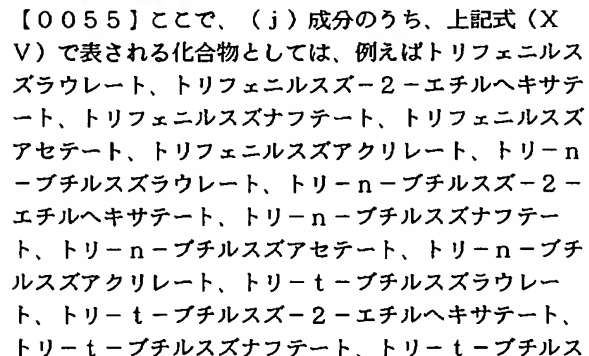 【００５５】ここで、（ｊ）成分のうち、上記式（Ｘ
Ｖ）で表される化合物としては、例えばトリフェニルス
ズラウレート、トリフェニルスズ－２－エチルヘキサテ
ート、トリフェニルスズナフテート、トリフェニルスズ
アセテート、トリフェニルスズアクリレート、トリ－ｎ
－ブチルスズラウレート、トリ－ｎ－ブチルスズ－２－
エチルヘキサテート、トリ－ｎ－ブチルスズナフテー
ト、トリ－ｎ－ブチルスズアセテート、トリ－ｎ－ブチ
ルスズアクリレート、トリ－ｔ－ブチルスズラウレー
ト、トリ－ｔ－ブチルスズ－２－エチルヘキサテート、
トリ－ｔ－ブチルスズナフテート、トリ－ｔ－ブチルス